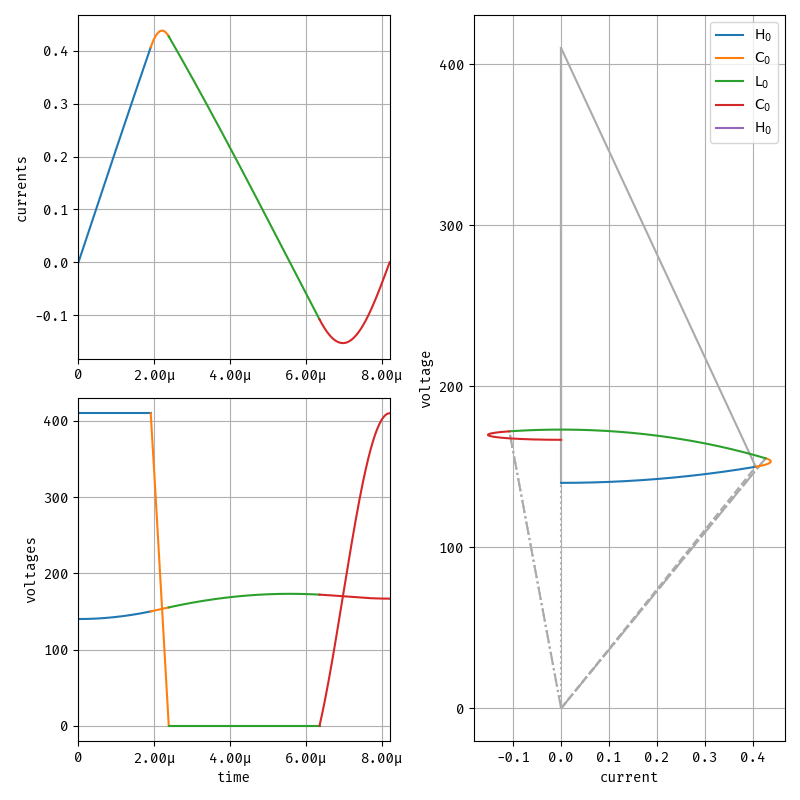 currents
0.4
0.3
0.2
0.1
0.0
-0.1
0 2.00µ 4.00µ 6.00µ 8.00µ
voltages
400
300
200
100
0
0 2.00µ 4.00µ 6.00µ 8.00µ
time
voltage
400
300
200
100
0
-0.1 0.0 0.1 0.2 0.3 0.4
current
H₀
C₀
L₀
C₀
H₀